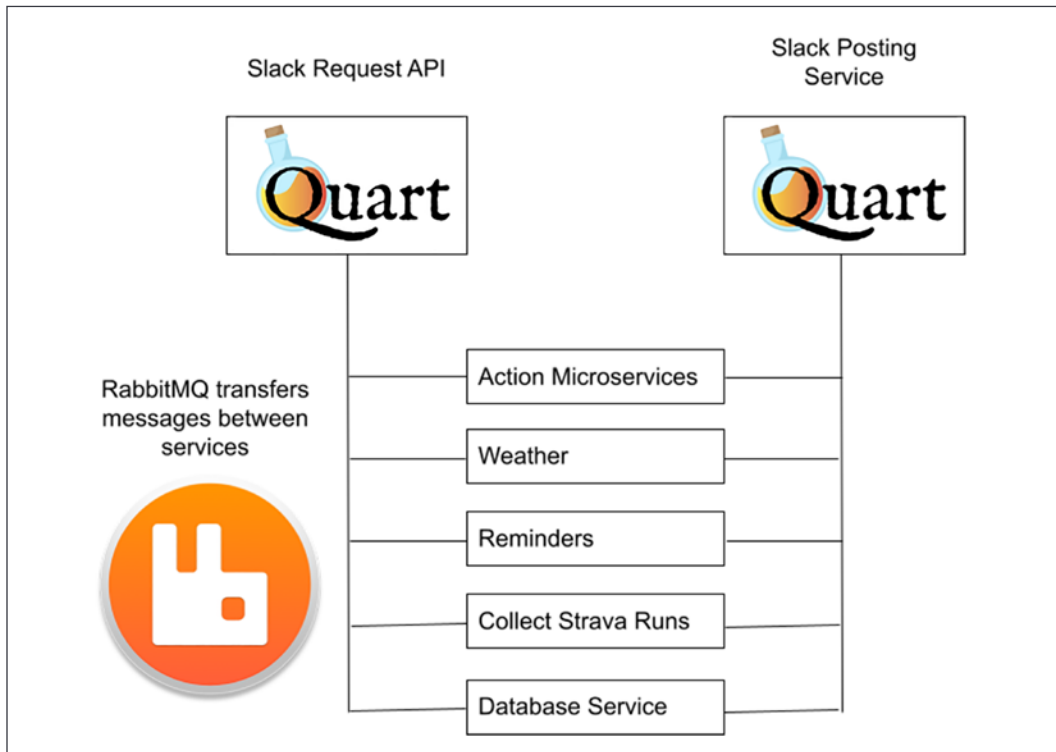 Slack Request API
Slack Posting
Service
Quart
Quart
Action Microservices
RabbitMQ transfers
messages between
services
Weather
Reminders
Collect Strava Runs
Database Service